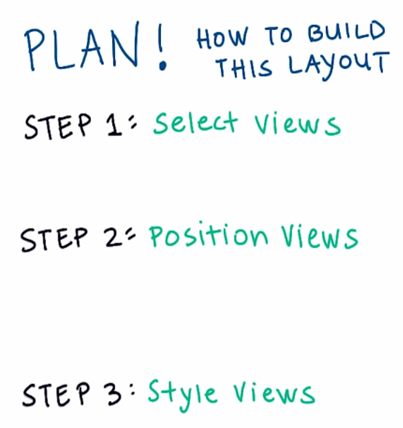 PLAN! HOW TO BUILD
THIS LAYOUT
STEP 1: Select Views
STEP 2: Position Views
STEP 3: Style Views